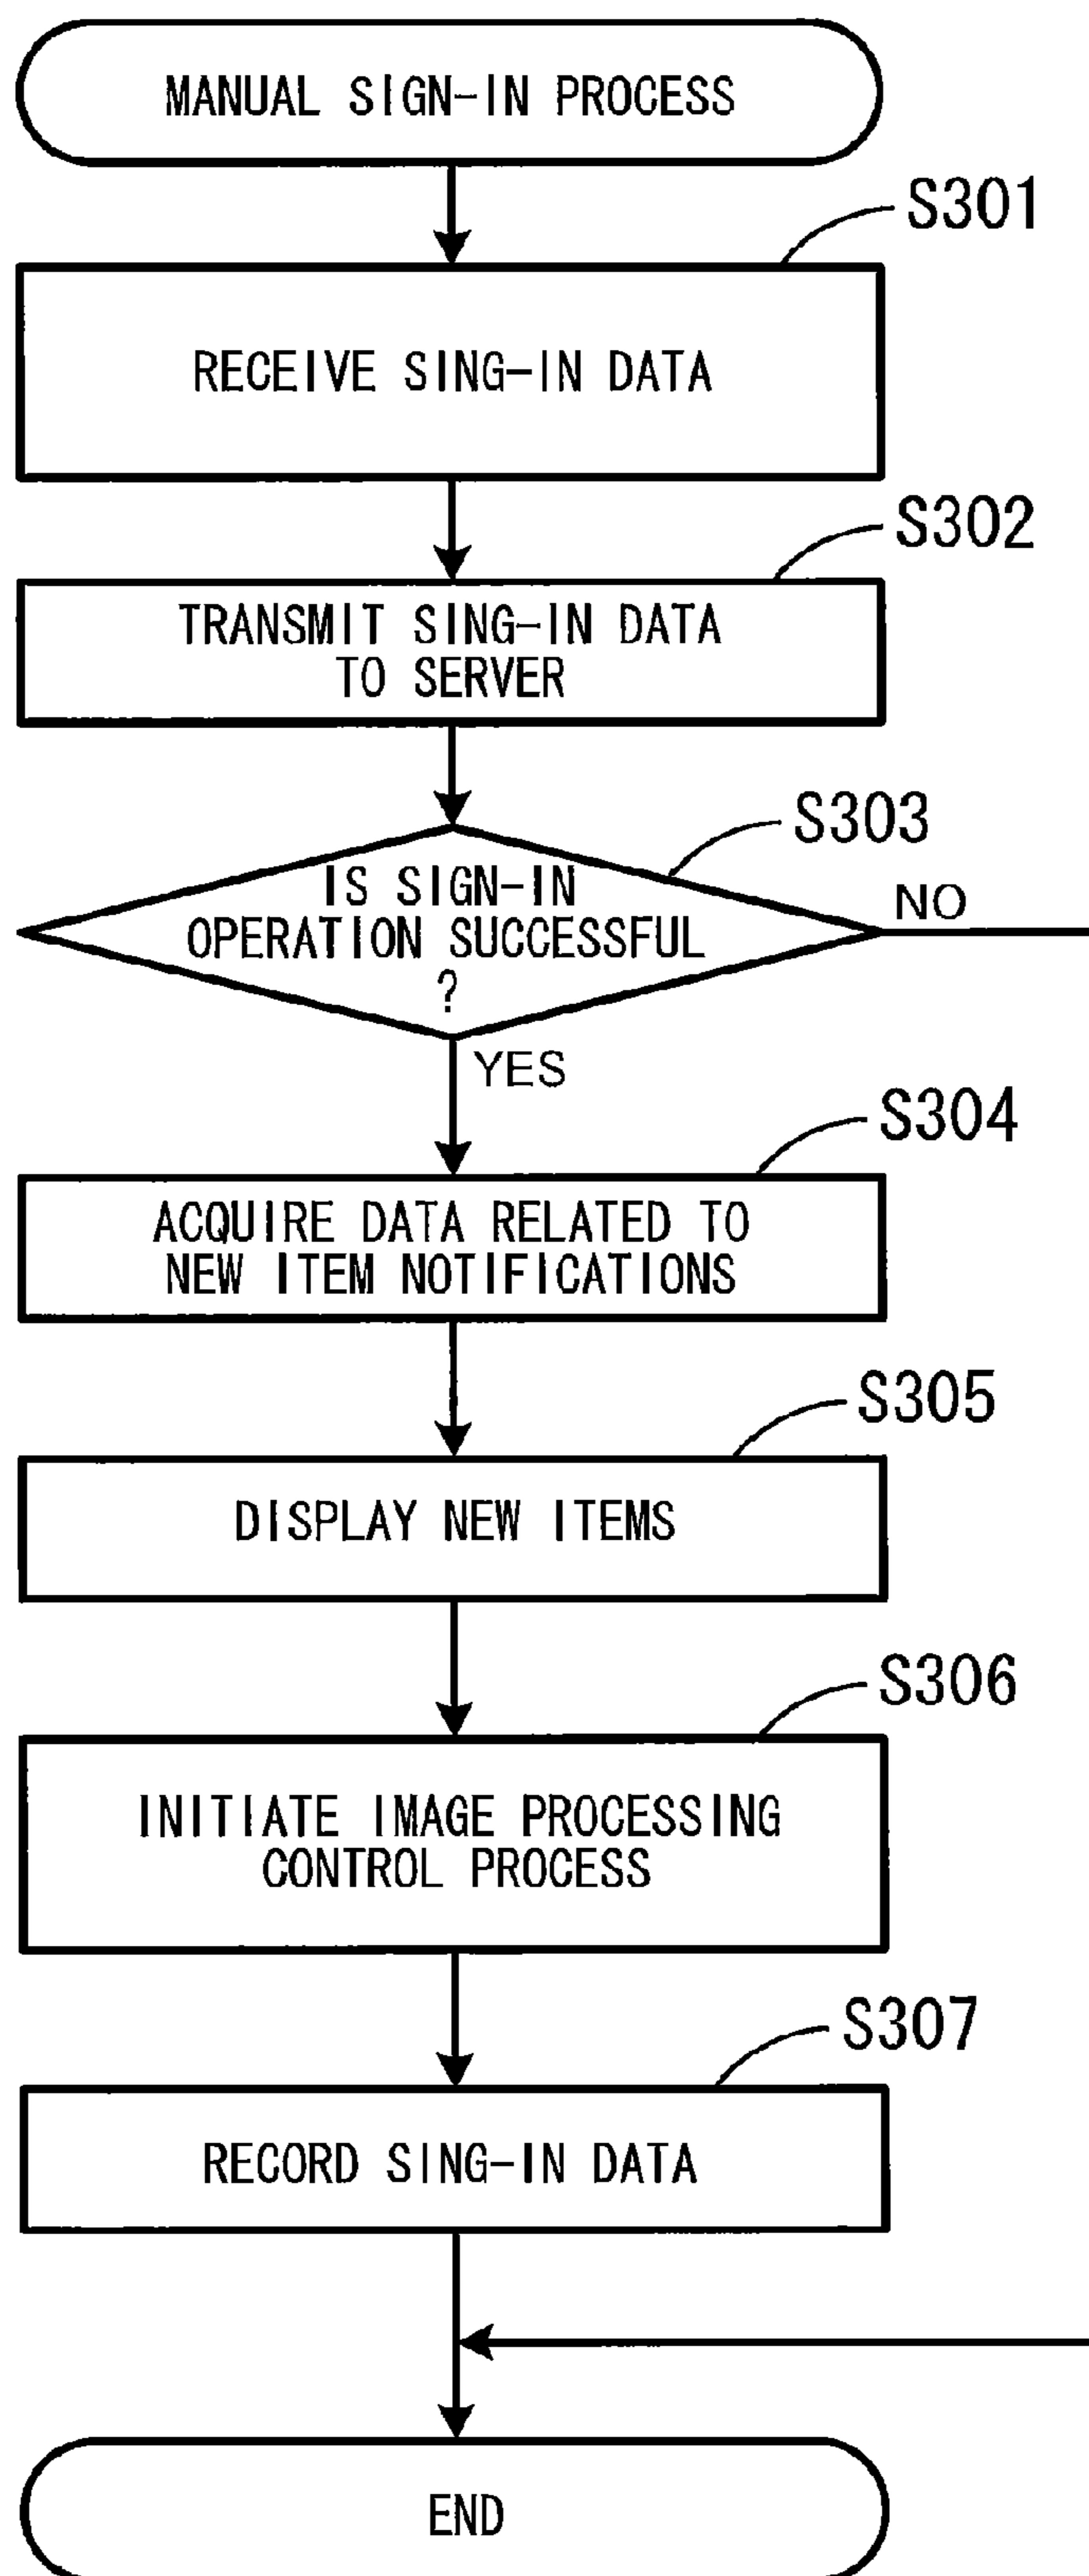 MANUAL SIGN-IN PROCESS
S301
RECEIVE SING-IN DATA
S302
TRANSMIT SING-IN DATA
TO SERVER
S303
IS SIGN-IN
OPERATION SUCCESSFUL
?
NO
YES
S304
ACQUIRE DATA RELATED TO
NEW ITEM NOTIFICATIONS
S305
DISPLAY NEW ITEMS
S306
INITIATE IMAGE PROCESSING
CONTROL PROCESS
S307
RECORD SING-IN DATA
END